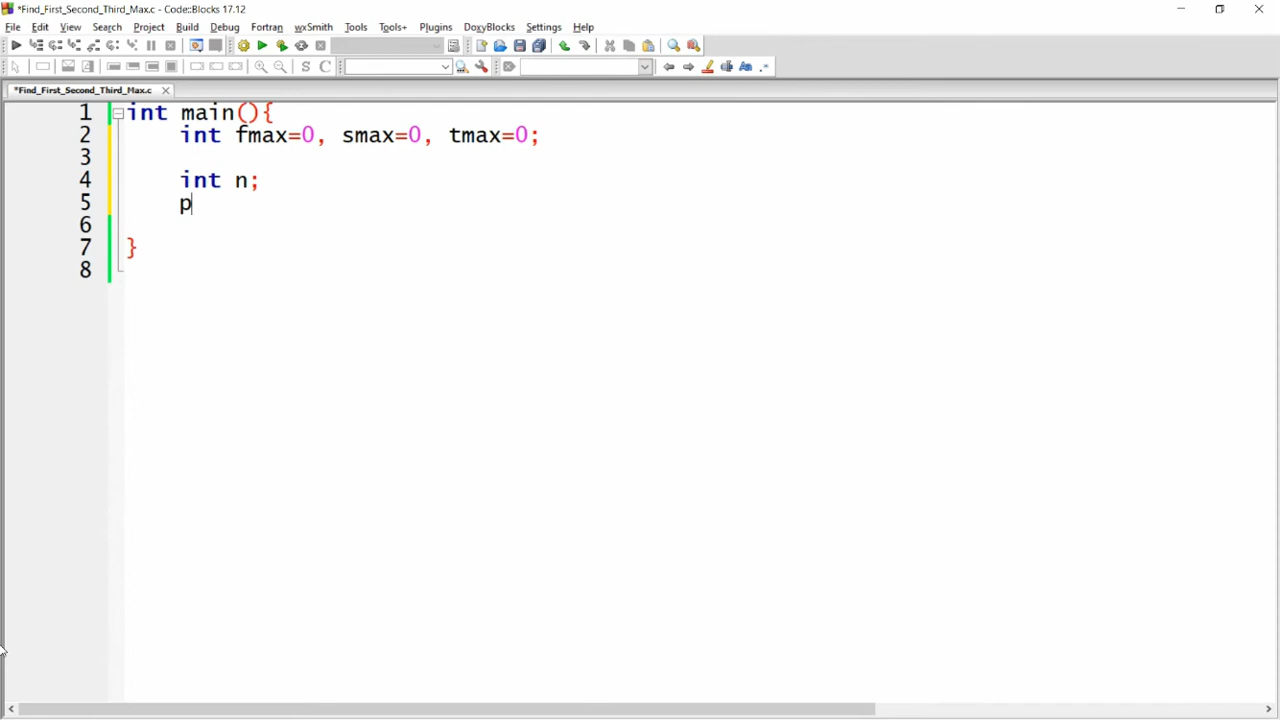 *Find_First_Second_Third_Max.c - Code::Blocks 17.12
File Edit View Search Project Build Debug Fortran wxSmith Tools Tools+ Plugins DoxyBlocks Settings Help
S C
*Find_First_Second_Third_Max.c
1 int main(){
2 int fmax=0, smax=0, tmax=0;
3
4 int n;
5 p
6
7 }
8